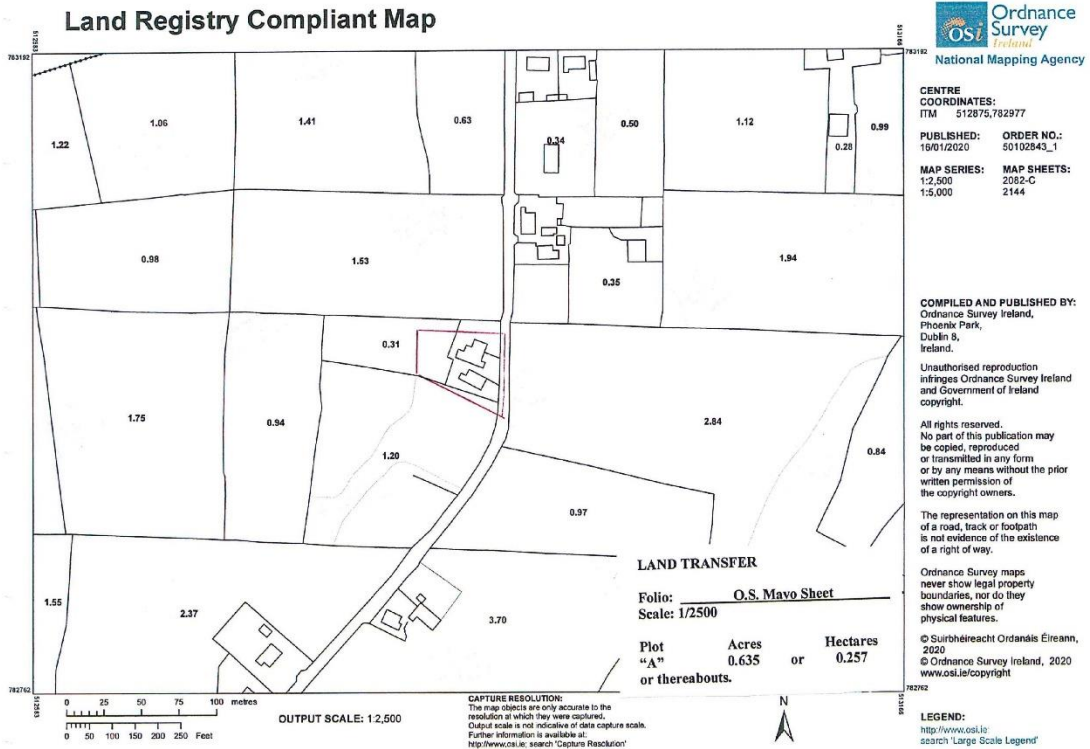 Land Registry Compliant Map
OSi
Ordnance
Survey
Ireland
National Mapping Agency
512583
513166
783192
783192
CENTRE
COORDINATES:
ITM 512875,782977
PUBLISHED: ORDER NO.:
16/01/2020 50102843_1
MAP SERIES: MAP SHEETS:
1:2,500 2082-C
1:5,000 2144
1.22
1.06
1.41
0.63
0.34
0.50
1.12
0.28
0.99
0.98
1.53
0.35
1.94
0.31
1.75
0.94
1.20
2.84
0.84
0.97
1.55
2.37
3.70
COMPILED AND PUBLISHED BY:
Ordnance Survey Ireland,
Phoenix Park,
Dublin 8,
Ireland.
Unauthorised reproduction
infringes Ordnance Survey Ireland
and Government of Ireland
copyright.
All rights reserved.
No part of this publication may
be copied, reproduced
or transmitted in any form
or by any means without the prior
written permission of
the copyright owners.
The representation on this map
of a road, track or footpath
is not evidence of the existence
of a right of way.
Ordnance Survey maps
never show legal property
boundaries, nor do they
show ownership of
physical features.
© Suirbhéireacht Ordanáis Éireann,
2020
© Ordnance Survey Ireland, 2020
www.osi.ie/copyright
LAND TRANSFER
Folio: O.S. Mayo Sheet
Scale: 1/2500
Plot Acres Hectares
“A” 0.635 or 0.257
or thereabouts.
782762
782762
512583
513166
0 25 50 75 100 metres
0 50 100 150 200 250 Feet
OUTPUT SCALE: 1:2,500
CAPTURE RESOLUTION:
The map objects are only accurate to the
resolution at which they were captured.
Output scale is not indicative of data capture scale.
Further information is available at:
http://www.osi.ie; search 'Capture Resolution'
N
LEGEND:
http://www.osi.ie;
search 'Large Scale Legend'